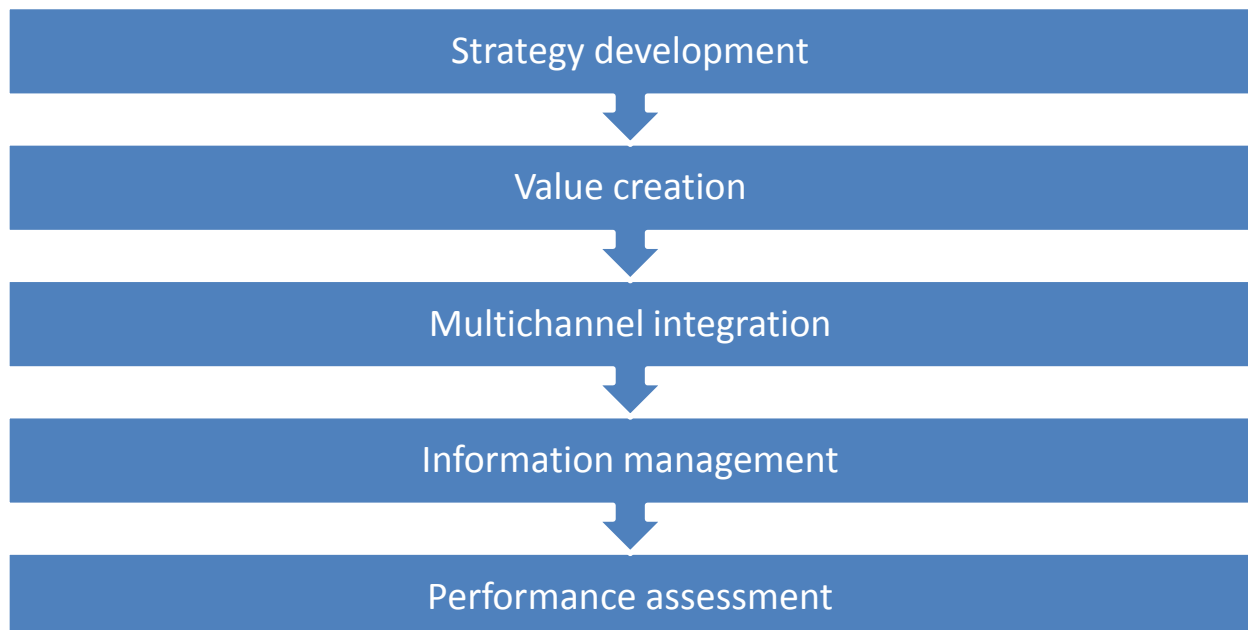 Strategy development
Value creation
Multichannel integration
Information management
Performance assessment